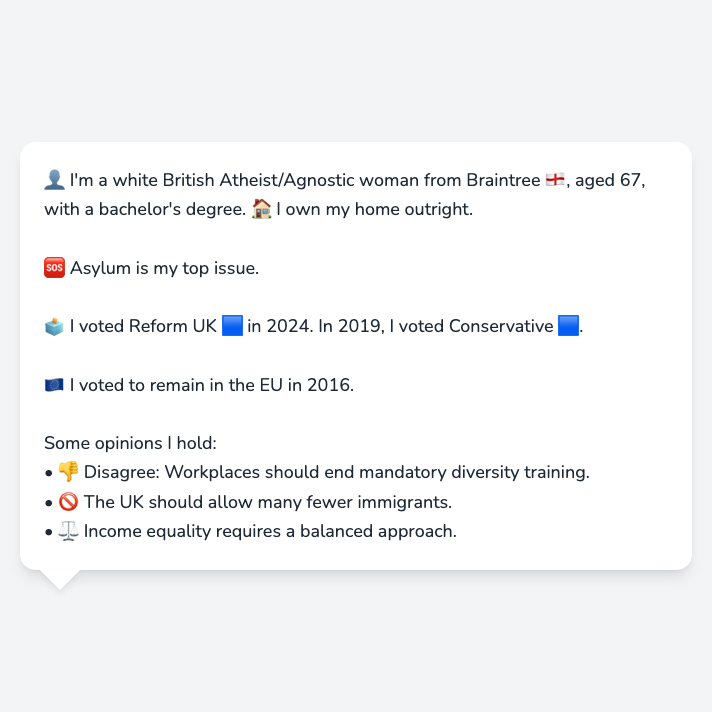 👤 I'm a white British Atheist/Agnostic woman from Braintree 🏴󠁧󠁢󠁥󠁮󠁧󠁿, aged 67,
with a bachelor's degree. 🏠 I own my home outright.
🆘 Asylum is my top issue.
🗳️ I voted Reform UK 🟦 in 2024. In 2019, I voted Conservative 🟦.
🇪🇺 I voted to remain in the EU in 2016.
Some opinions I hold:
• 👎 Disagree: Workplaces should end mandatory diversity training.
• 🚫 The UK should allow many fewer immigrants.
• ⚖️ Income equality requires a balanced approach.